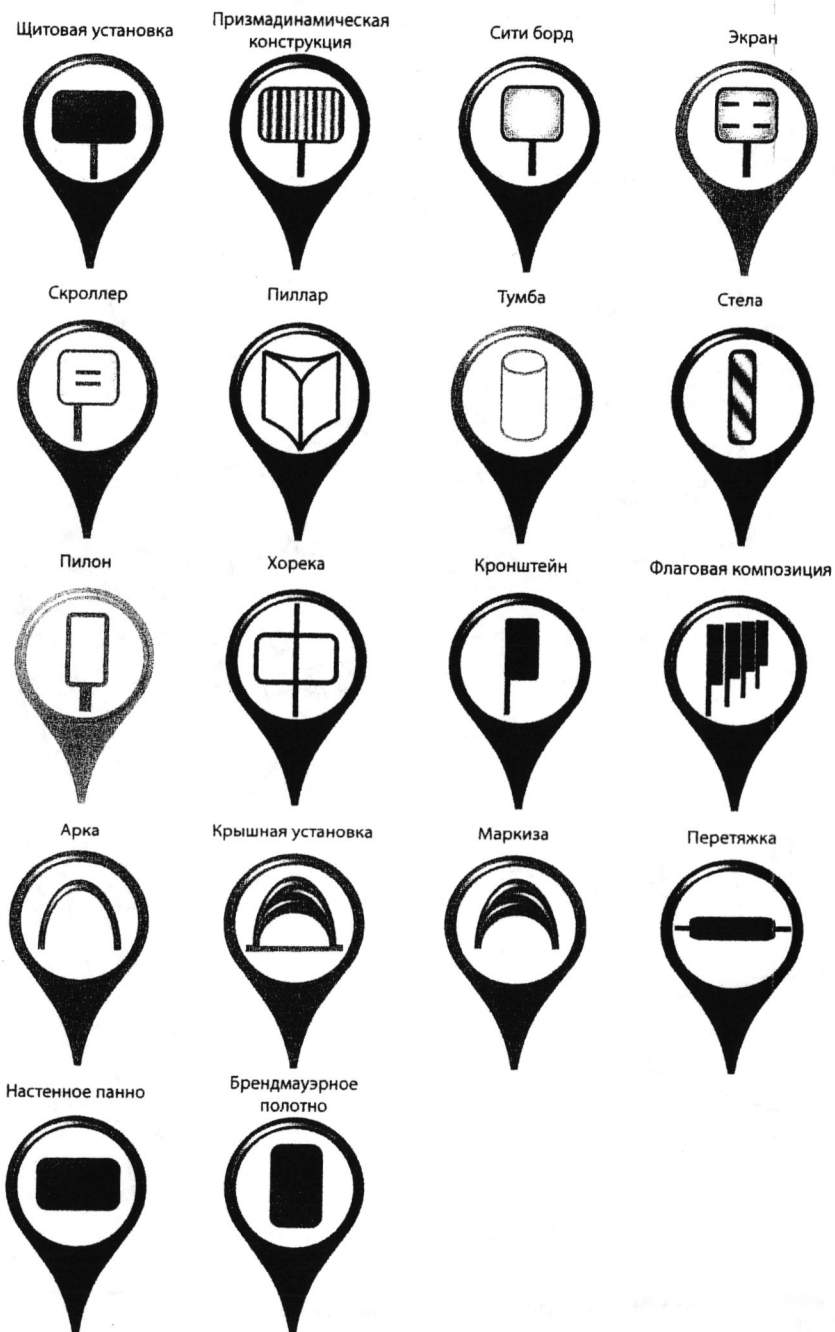 Щитовая установка
Призмадинамическая
конструкция
Сити борд
Экран
Скроллер
Пиллар
Тумба
Стела
Пилон
Хорека
Кронштейн
Флаговая композиция
Арка
Крышная установка
Маркиза
Перетяжка
Настенное панно
Брендмауэрное
полотно